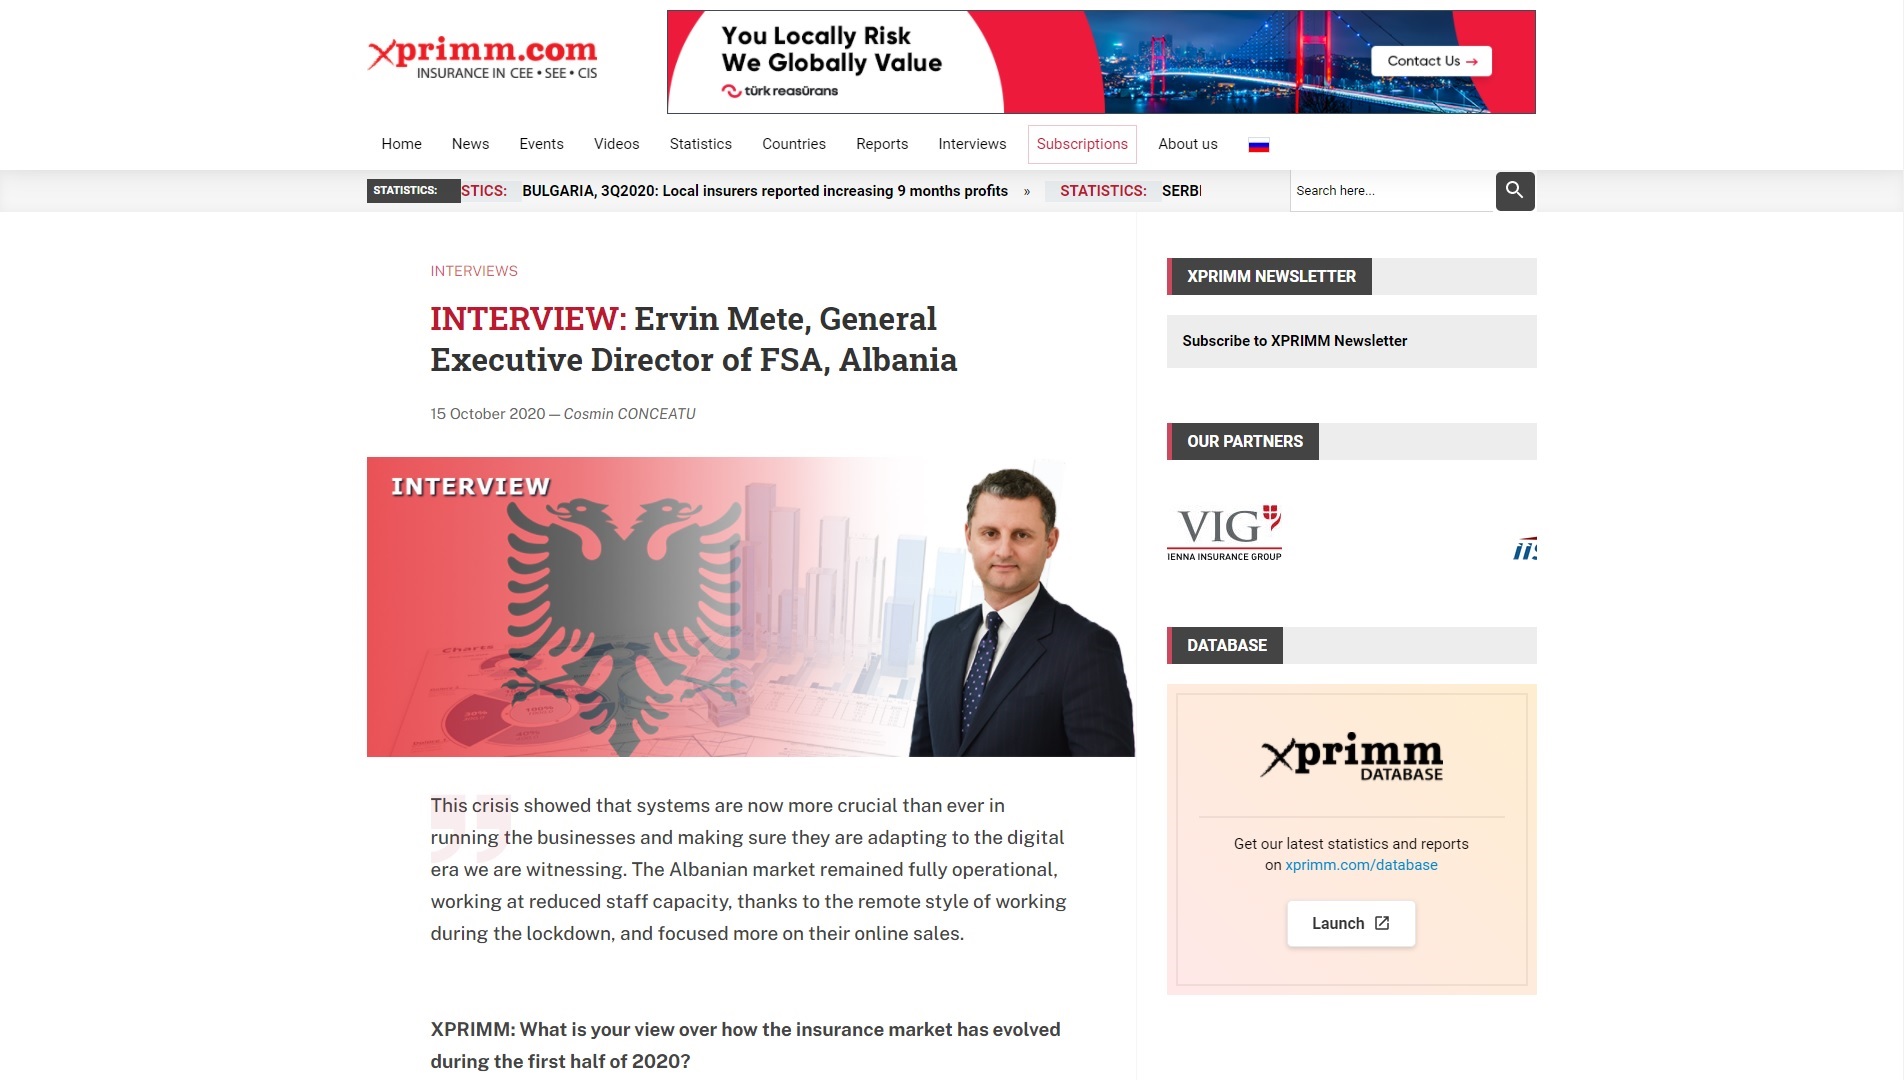 xprimm.com
INSURANCE IN CEE • SEE • CIS
You Locally Risk
We Globally Value
türk reasürans
Contact Us →
Home News Events Videos Statistics Countries Reports Interviews Subscriptions About us
STATISTICS: STICS: BULGARIA, 3Q2020: Local insurers reported increasing 9 months profits » STATISTICS: SERBI
Search here...
INTERVIEWS
INTERVIEW: Ervin Mete, General
Executive Director of FSA, Albania
15 October 2020 — Cosmin CONCEATU
INTERVIEW
Charts
100%
This crisis showed that systems are now more crucial than ever in
running the businesses and making sure they are adapting to the digital
era we are witnessing. The Albanian market remained fully operational,
working at reduced staff capacity, thanks to the remote style of working
during the lockdown, and focused more on their online sales.
XPRIMM: What is your view over how the insurance market has evolved
during the first half of 2020?
XPRIMM NEWSLETTER
Subscribe to XPRIMM Newsletter
OUR PARTNERS
VIG
IENNA INSURANCE GROUP
DATABASE
xprimm
DATABASE
Get our latest statistics and reports
on xprimm.com/database
Launch